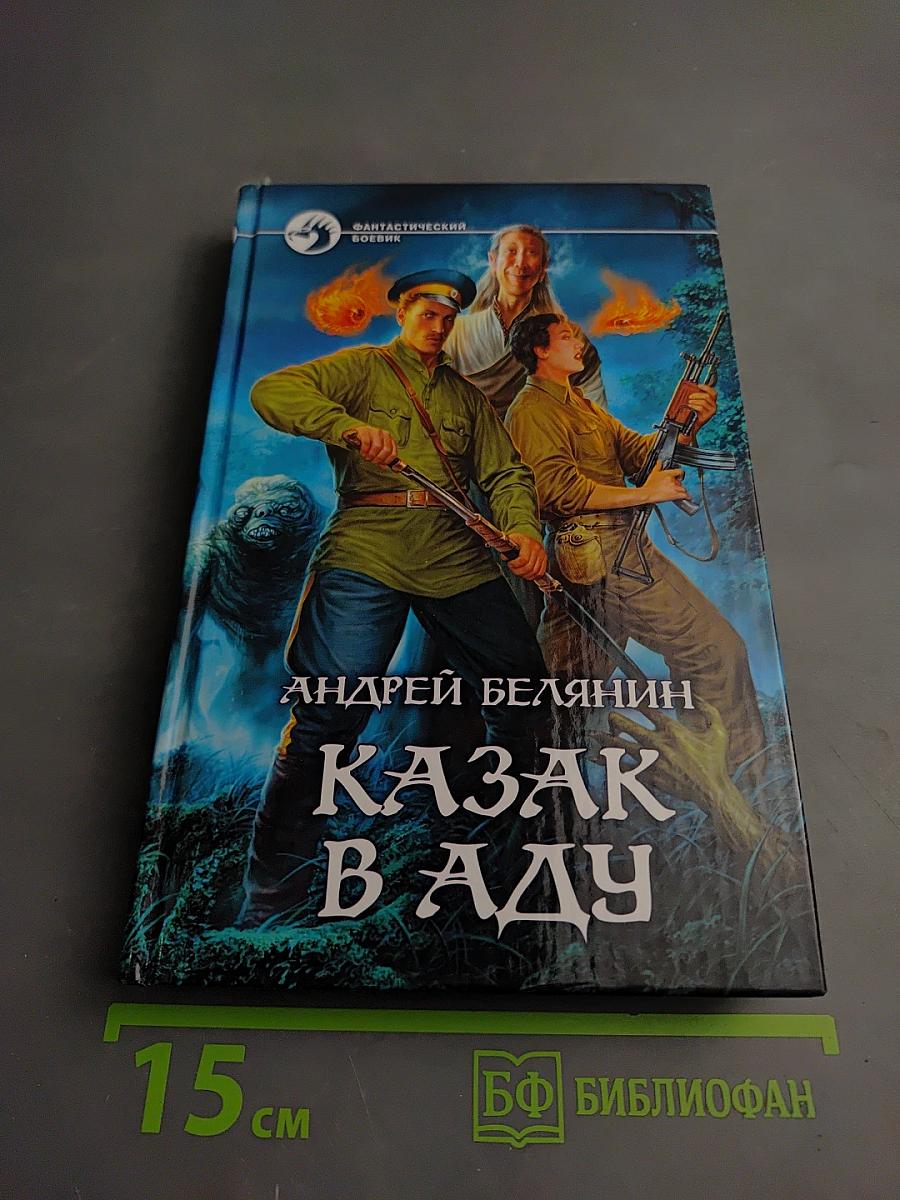 ФАНТАСТИЧЕСКИЙ
БОЕВИК
АНДРЕЙ БЕЛЯНИН
КАЗАК
В АДУ
15 см
БФ БИБЛИОФАН